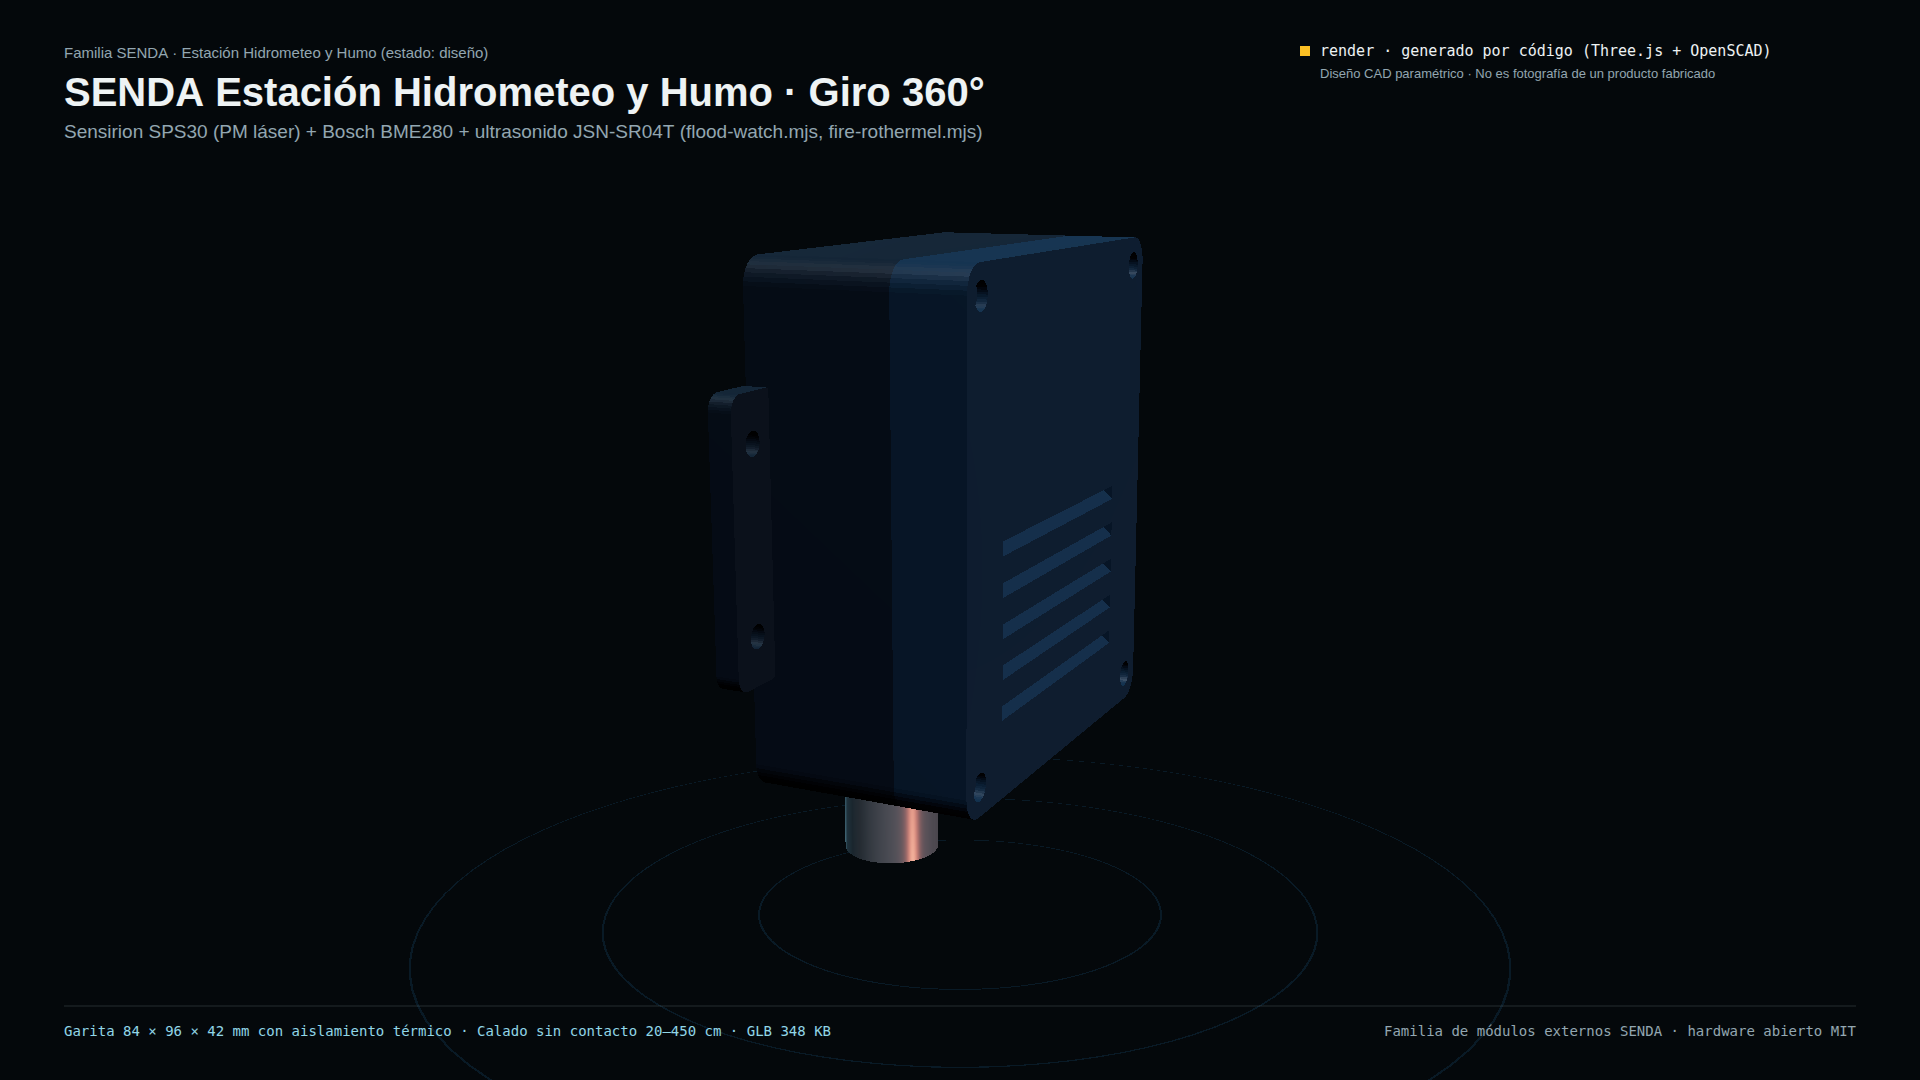 Familia SENDA · Estación Hidrometeo y Humo (estado: diseño)
SENDA Estación Hidrometeo y Humo · Giro 360°
Sensirion SPS30 (PM láser) + Bosch BME280 + ultrasonido JSN-SR04T (flood-watch.mjs, fire-rothermel.mjs)
render · generado por código (Three.js + OpenSCAD)
Diseño CAD paramétrico · No es fotografía de un producto fabricado
Garita 84 × 96 × 42 mm con aislamiento térmico · Calado sin contacto 20–450 cm · GLB 348 KB
Familia de módulos externos SENDA · hardware abierto MIT